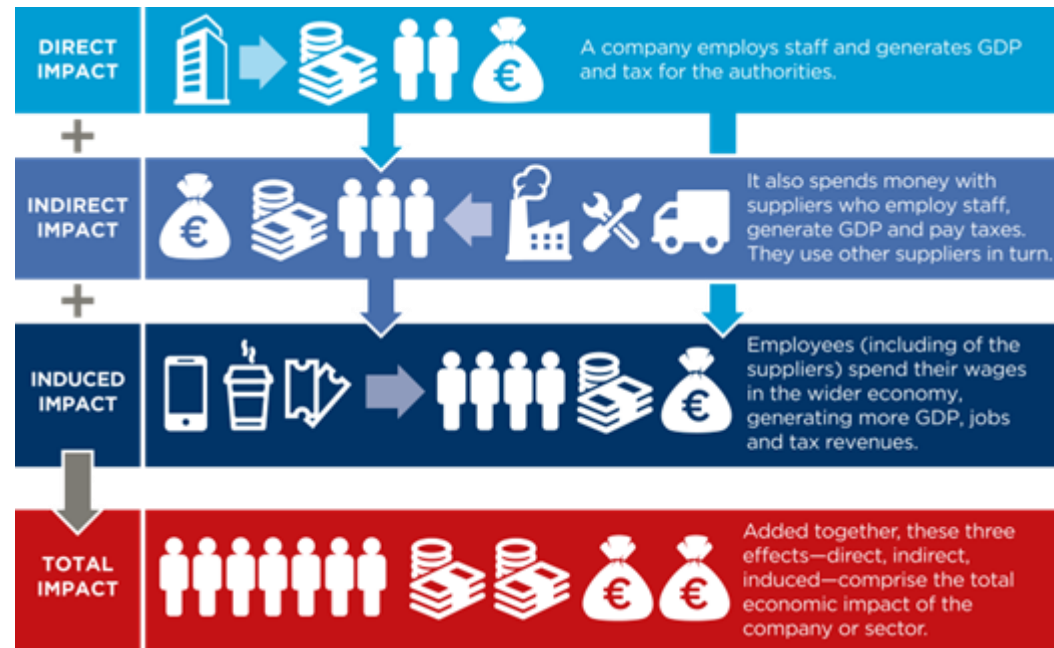 DIRECT
IMPACT
€
A company employs staff and generates GDP
and tax for the authorities.
+
INDIRECT
IMPACT
€
It also spends money with
suppliers who employ staff,
generate GDP and pay taxes.
They use other suppliers in turn.
+
INDUCED
IMPACT
€
Employees (including of the
suppliers) spend their wages
in the wider economy,
generating more GDP, jobs
and tax revenues.
TOTAL
IMPACT
€ €
Added together, these three
effects—direct, indirect,
induced—comprise the total
economic impact of the
company or sector.